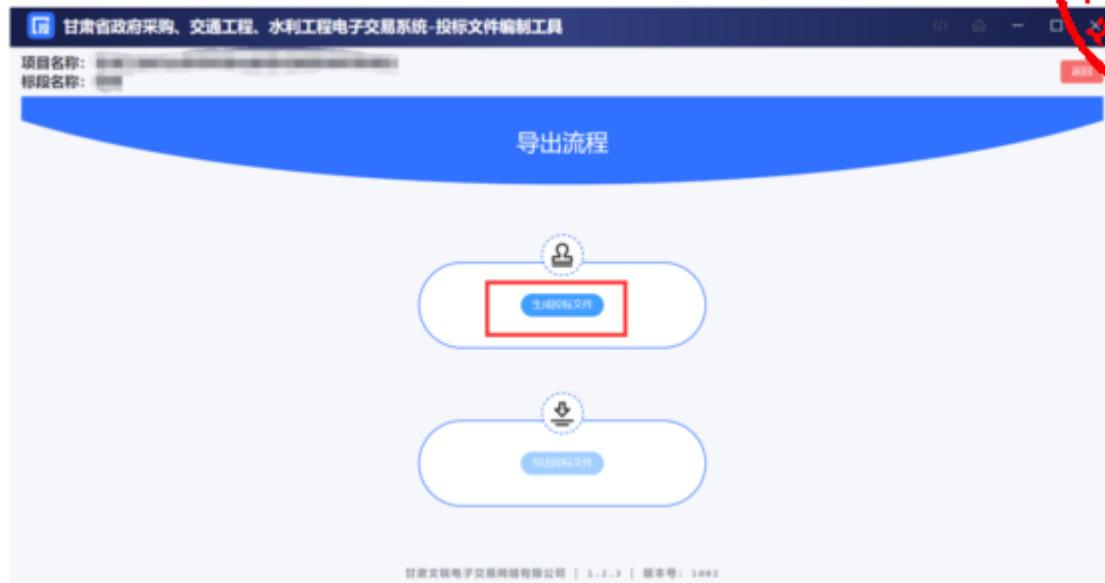 甘肃省政府采购、交通工程、水利工程电子交易系统-投标文件编制工具
项目名称:
标段名称:
返回
导出流程
生成投标文件
导出投标文件
甘肃文锐电子交易网络有限公司 | 1.2.3 | 版本号: 1002